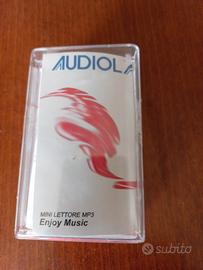 AUDIOLA
MINI LETTORE MP3
Enjoy Music
subito